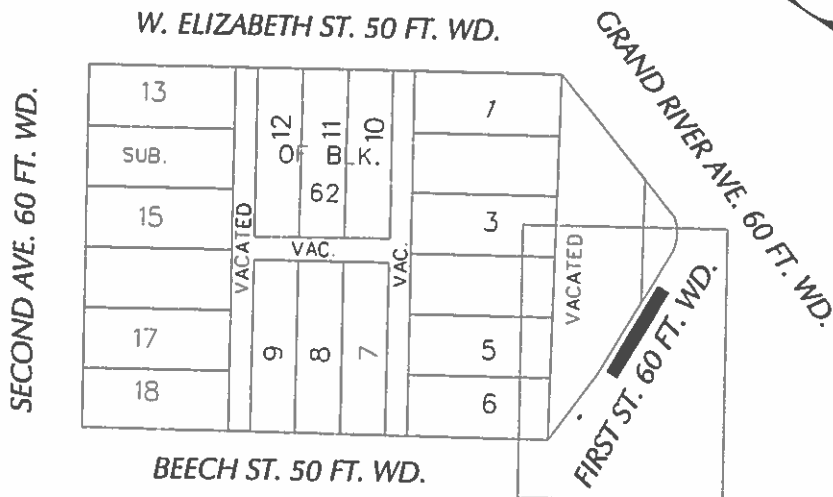 W. ELIZABETH ST. 50 FT. WD.
GRAND RIVER AVE. 60 FT. WD.
SECOND AVE. 60 FT. WD.
13
12
11
10
1
SUB.
OF BLK.
62
15
3
VACATED
VAC.
VAC.
VACATED
17
9
8
7
5
18
6
FIRST ST. 60 FT. WD.
BEECH ST. 50 FT. WD.